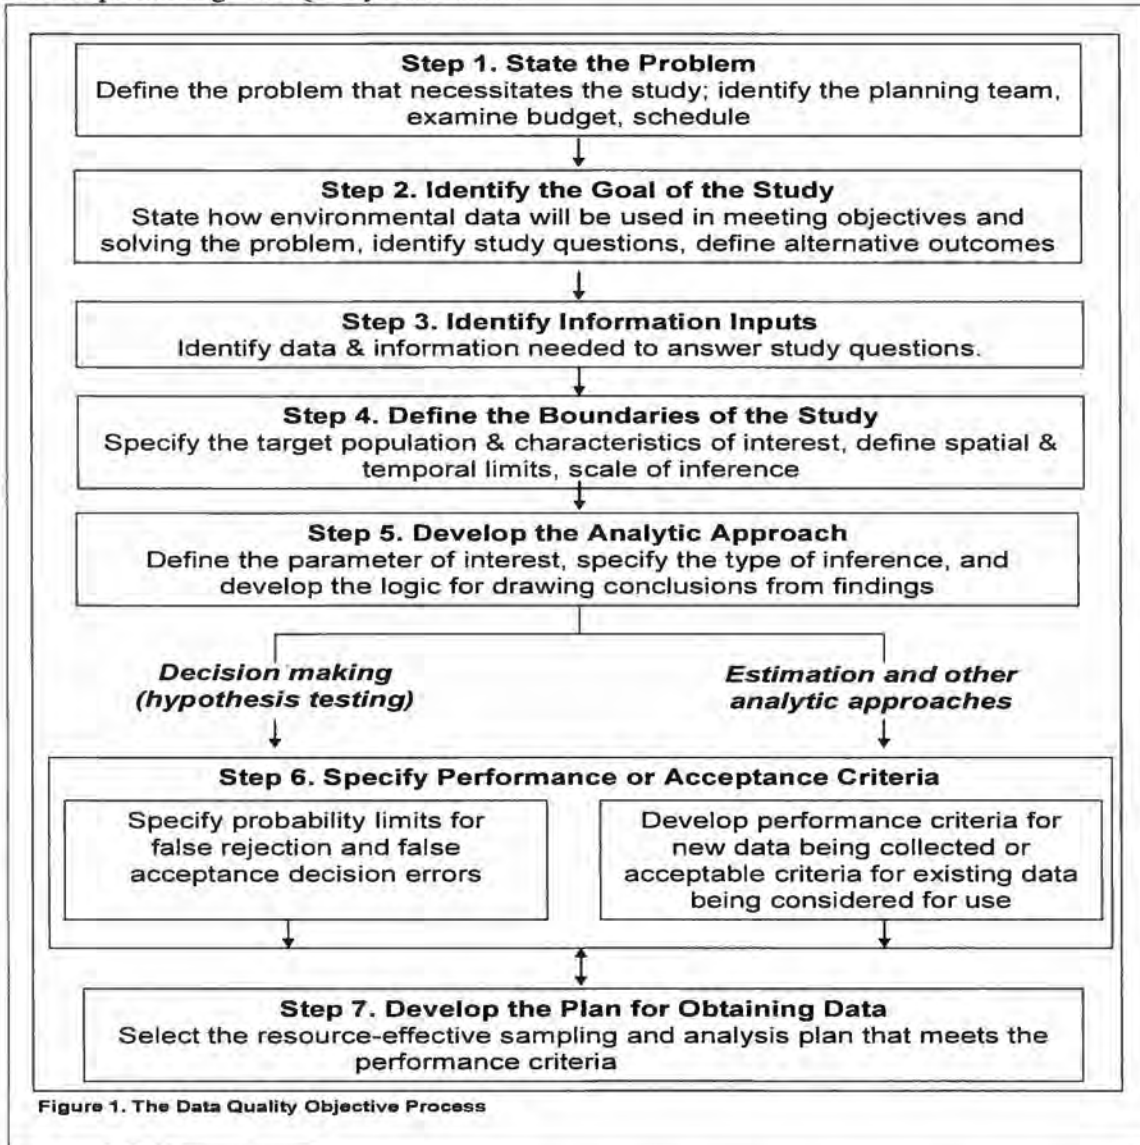 Step 1. State the Problem
Define the problem that necessitates the study; identify the planning team,
examine budget, schedule
Step 2. Identify the Goal of the Study
State how environmental data will be used in meeting objectives and
solving the problem, identify study questions, define alternative outcomes
Step 3. Identify Information Inputs
Identify data & information needed to answer study questions.
Step 4. Define the Boundaries of the Study
Specify the target population & characteristics of interest, define spatial &
temporal limits, scale of inference
Step 5. Develop the Analytic Approach
Define the parameter of interest, specify the type of inference, and
develop the logic for drawing conclusions from findings
Decision making
(hypothesis testing)
Estimation and other
analytic approaches
Step 6. Specify Performance or Acceptance Criteria
Specify probability limits for
false rejection and false
acceptance decision errors
Develop performance criteria for
new data being collected or
acceptable criteria for existing data
being considered for use
Step 7. Develop the Plan for Obtaining Data
Select the resource-effective sampling and analysis plan that meets the
performance criteria
Figure 1. The Data Quality Objective Process